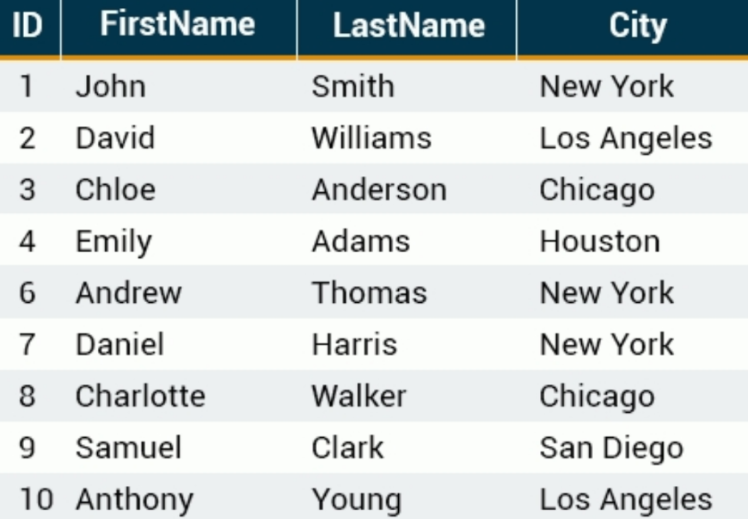 ID FirstName LastName City
1 John Smith New York
2 David Williams Los Angeles
3 Chloe Anderson Chicago
4 Emily Adams Houston
6 Andrew Thomas New York
7 Daniel Harris New York
8 Charlotte Walker Chicago
9 Samuel Clark San Diego
10 Anthony Young Los Angeles